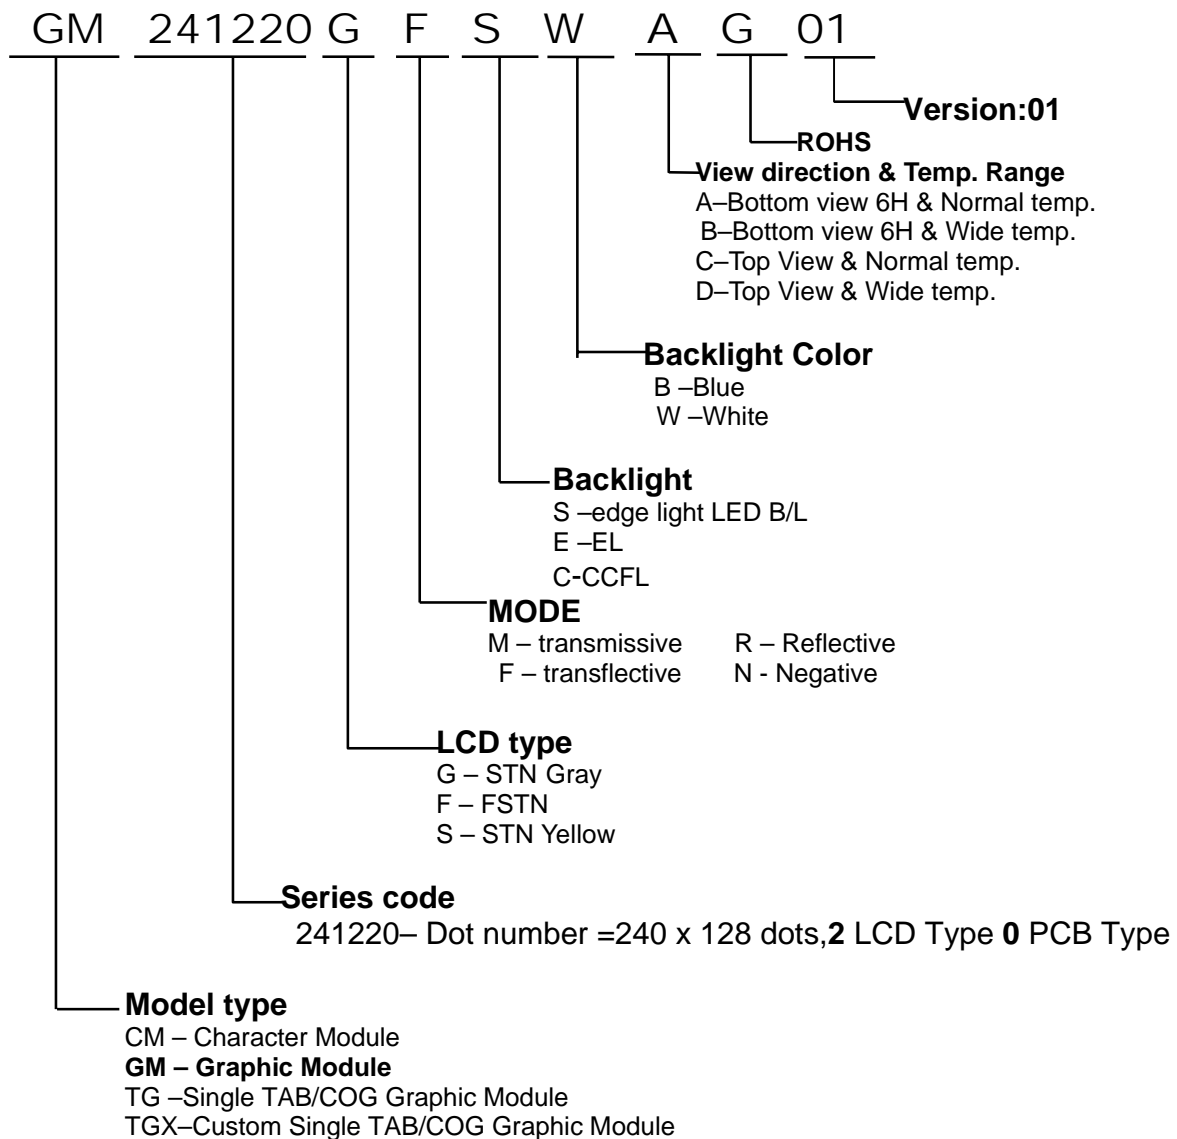 GM 241220 G F S W A G 01
Version:01
ROHS
View direction & Temp. Range
A–Bottom view 6H & Normal temp.
B–Bottom view 6H & Wide temp.
C–Top View & Normal temp.
D–Top View & Wide temp.
Backlight Color
B –Blue
W –White
Backlight
S –edge light LED B/L
E –EL
C-CCFL
MODE
M – transmissive R – Reflective
F – transflective N - Negative
LCD type
G – STN Gray
F – FSTN
S – STN Yellow
Series code
241220– Dot number =240 x 128 dots,2 LCD Type 0 PCB Type
Model type
CM – Character Module
GM – Graphic Module
TG –Single TAB/COG Graphic Module
TGX–Custom Single TAB/COG Graphic Module